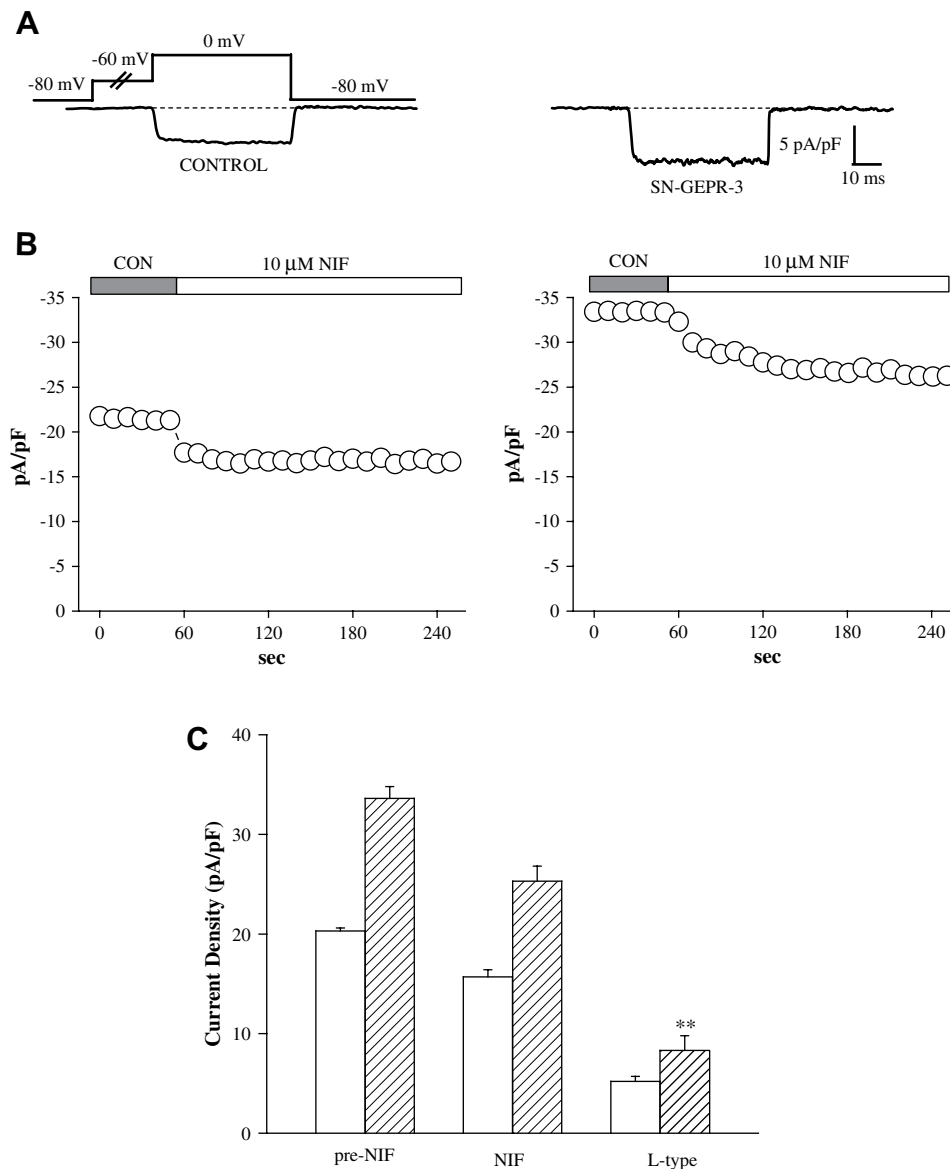 A
0 mV
-60 mV
-80 mV
-80 mV
CONTROL
5 pA/pF
10 ms
SN-GEPR-3
B
CON
10 μM NIF
-35
-30
-25
-20
-15
-10
-5
0
pA/pF
0
60
120
180
240
sec
CON
10 μM NIF
-35
-30
-25
-20
-15
-10
-5
0
pA/pF
0
60
120
180
240
sec
C
40
30
20
10
0
Current Density (pA/pF)
**
pre-NIF
NIF
L-type